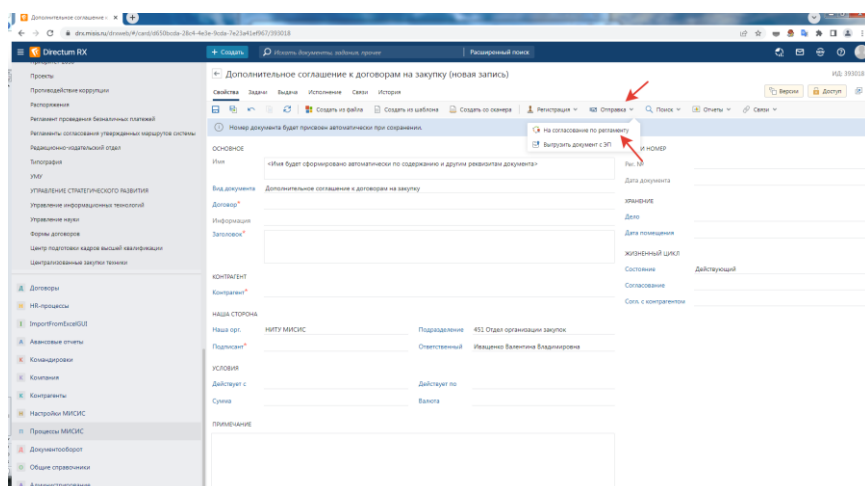 Дополнительное соглашение к
drx.misis.ru/drxweb/#/card/d650bcda-28c4-4e3e-9cda-7e23a41ef967/393018
Directum RX
+ Создать
Искать документы, задания, прочее
Расширенный поиск
Проекты
Противодействие коррупции
Распоряжения
Регламент проведения безналичных платежей
Регламенты согласования утвержденных маршрутов системы
Редакционно-издательский отдел
Типография
УМУ
УПРАВЛЕНИЕ СТРАТЕГИЧЕСКОГО РАЗВИТИЯ
Управление информационных технологий
Управление науки
Формы договоров
Центр подготовки кадров высшей квалификации
Централизованные закупки техники
Д Договоры
HR-процессы
I ImportFromExcelGUI
А Авансовые отчеты
К Командировки
К Компания
К Контрагенты
Н Настройки МИСИС
П Процессы МИСИС
Д Документооборот
О Общие справочники
А Администрирование
Дополнительное соглашение к договорам на закупку (новая запись)
ИД: 393018
Свойства Задачи Выдача Исполнение Связи История
Версии
Доступ
Создать из файла
Создать из шаблона
Создать со сканера
Регистрация
Отправка
Поиск
Отчеты
Связи
Номер документа будет присвоен автоматически при сохранении.
На согласование по регламенту
Выгрузить документ с ЭП
ОСНОВНОЕ
Имя
<Имя будет сформировано автоматически по содержанию и другим реквизитам документа>
Вид документа Дополнительное соглашение к договорам на закупку
Договор*
Информация
Заголовок*
КОНТРАГЕНТ
Контрагент*
НАША СТОРОНА
Наша орг. НИТУ МИСИС
Подразделение 451 Отдел организации закупок
Подписант*
Ответственный Иващенко Валентина Владимировна
УСЛОВИЯ
Действует с
Действует по
Сумма
Валюта
ПРИМЕЧАНИЕ
И НОМЕР
Рег. №
Дата документа
ХРАНЕНИЕ
Дело
Дата помещения
ЖИЗНЕННЫЙ ЦИКЛ
Состояние Действующий
Согласование
Согл. с контрагентом